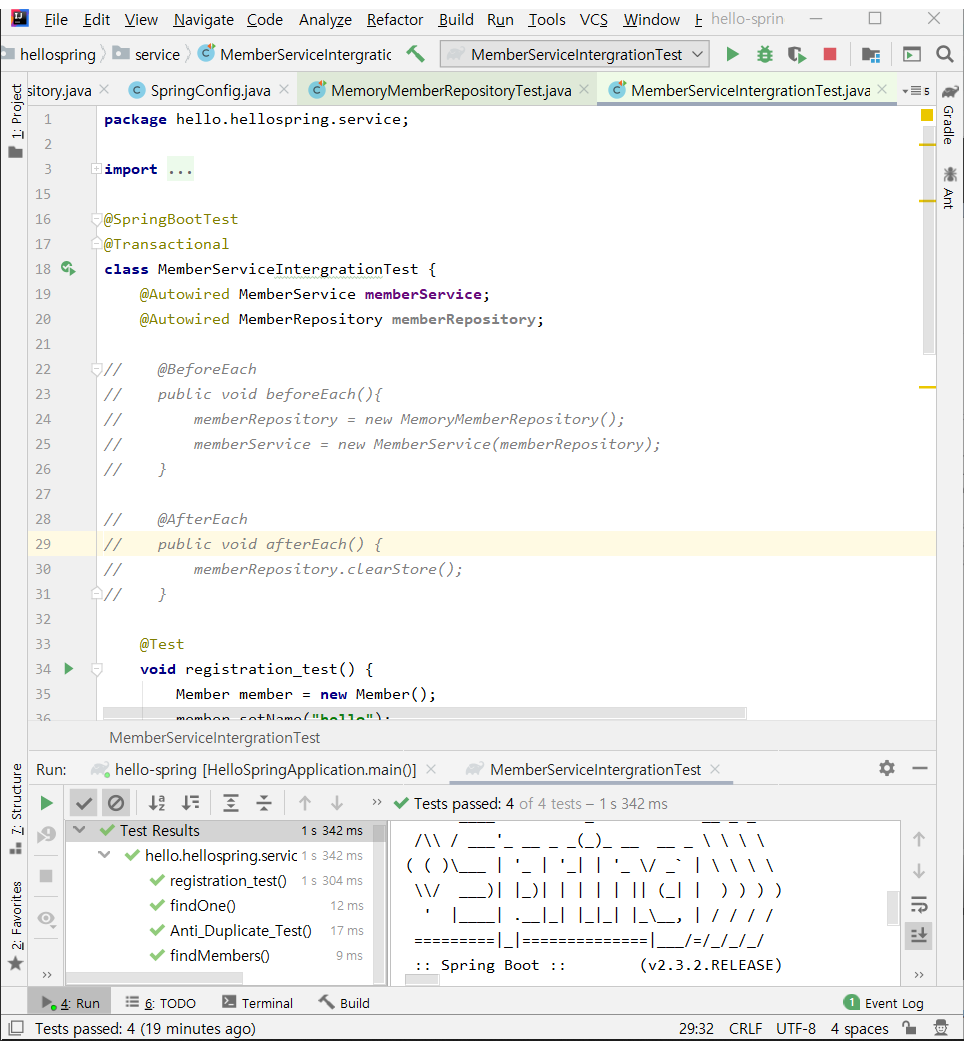 File Edit View Navigate Code Analyze Refactor Build Run Tools VCS Window H hello-sprin
hellospring service MemberServiceIntergratic MemberServiceIntergrationTest
sitory.java SpringConfig.java MemoryMemberRepositoryTest.java MemberServiceIntergrationTest.java 5
1: Project
Gradle
Ant
1 package hello.hellospring.service;
2
3 import ...
15
16 @SpringBootTest
17 @Transactional
18 class MemberServiceIntergrationTest {
19 @Autowired MemberService memberService;
20 @Autowired MemberRepository memberRepository;
21
22 // @BeforeEach
23 // public void beforeEach(){
24 // memberRepository = new MemoryMemberRepository();
25 // memberService = new MemberService(memberRepository);
26 // }
27
28 // @AfterEach
29 // public void afterEach() {
30 // memberRepository.clearStore();
31 // }
32
33 @Test
34 void registration_test() {
35 Member member = new Member();
36 member.setName("hello");
MemberServiceIntergrationTest
7: Structure
2: Favorites
Run: hello-spring [HelloSpringApplication.main()] MemberServiceIntergrationTest
Tests passed: 4 of 4 tests – 1 s 342 ms
Test Results 1 s 342 ms
hello.hellospring.servic 1 s 342 ms
registration_test() 1 s 304 ms
findOne() 12 ms
Anti_Duplicate_Test() 17 ms
findMembers() 9 ms
/\\ / ___'_ __ _ _(_)_ __  __ _ \ \ \ \
( ( )\___ | '_ | '_| | '_ \/ _` | \ \ \ \
\\/  ___)| |_)| | | | | || (_| |  ) ) ) )
'  |____| .__|_| |_|_| |_\__, | / / / /
=========|_|==============|___/=/_/_/_/
:: Spring Boot :: (v2.3.2.RELEASE)
4: Run 6: TODO Terminal Build 1 Event Log
Tests passed: 4 (19 minutes ago) 29:32 CRLF UTF-8 4 spaces